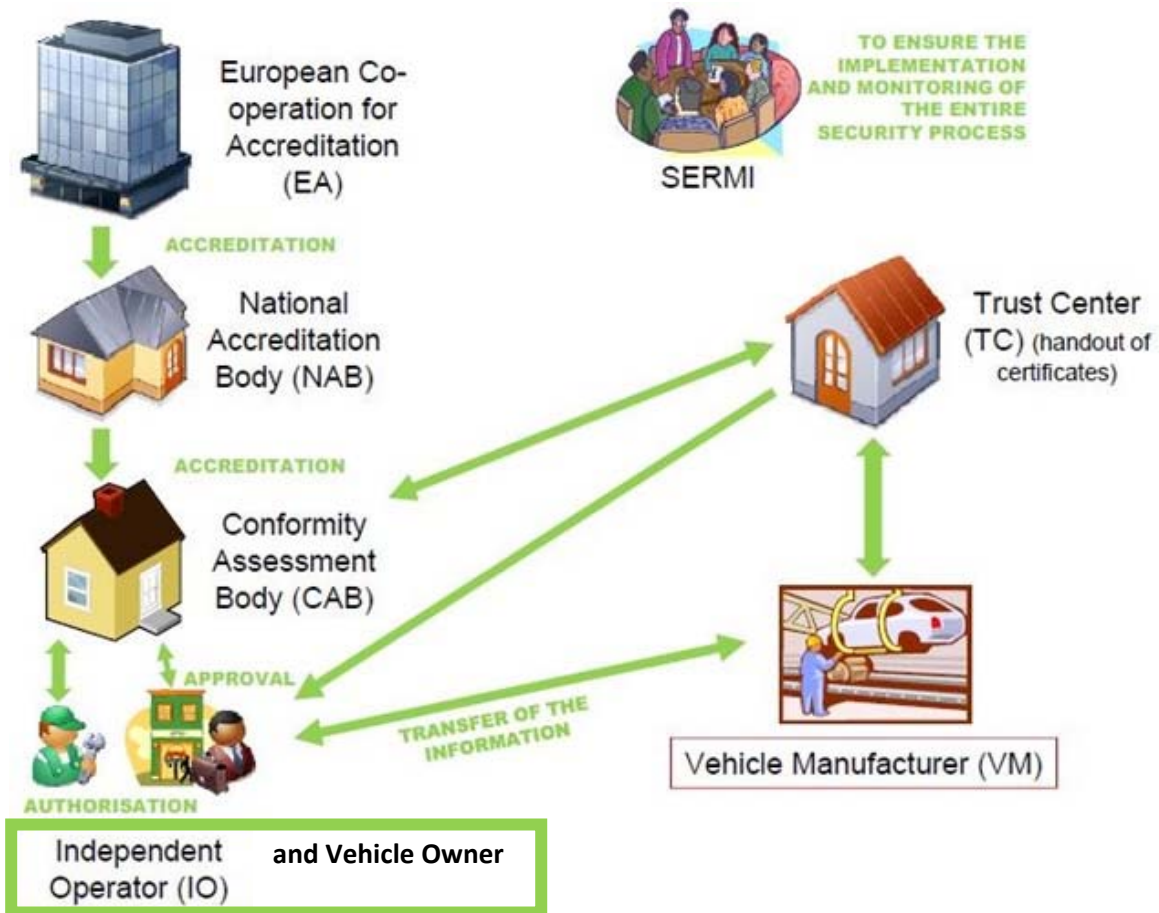 European Co-
operation for
Accreditation
(EA)
TO ENSURE THE
IMPLEMENTATION
AND MONITORING OF
THE ENTIRE
SECURITY PROCESS
SERMI
ACCREDITATION
National
Accreditation
Body (NAB)
Trust Center
(TC) (handout of
certificates)
ACCREDITATION
Conformity
Assessment
Body (CAB)
APPROVAL
TRANSFER OF THE
INFORMATION
Vehicle Manufacturer (VM)
AUTHORISATION
Independent and Vehicle Owner
Operator (IO)